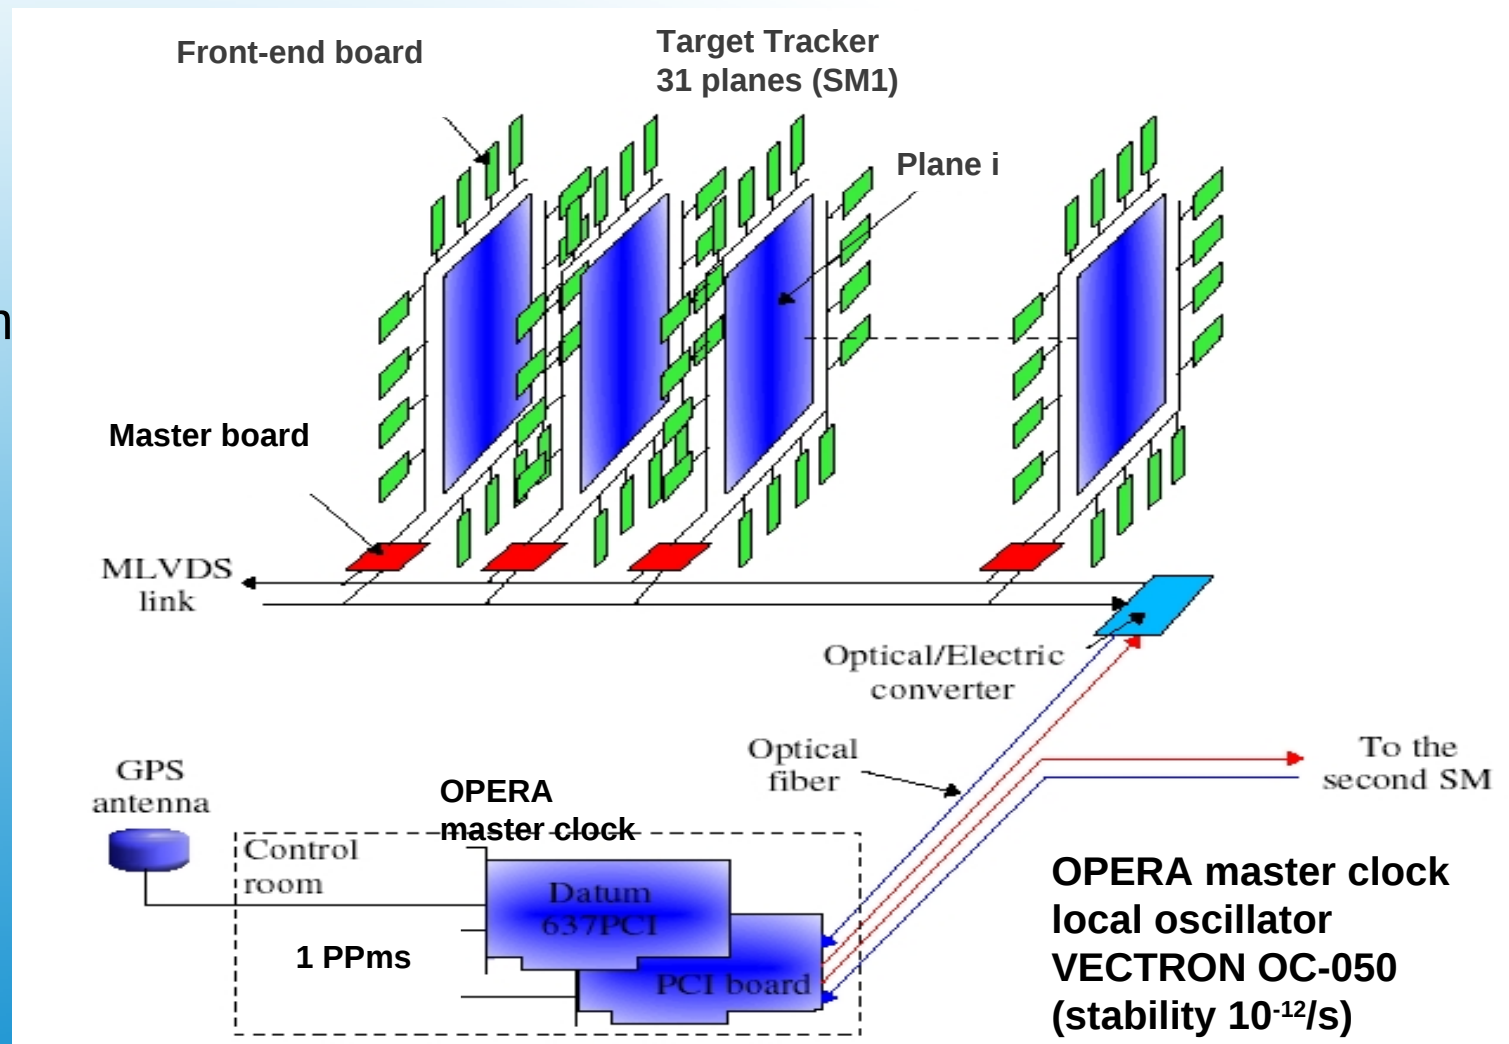 Front-end board
Target Tracker
31 planes (SM1)
Plane i
n
Master board
MLVDS
link
Optical/Electric
converter
Optical
fiber
To the
second SM
GPS
antenna
OPERA
master clock
Control
room
Datum
637PCI
1 PPms
PCI board
OPERA master clock
local oscillator
VECTRON OC-050
(stability 10⁻¹²/s)